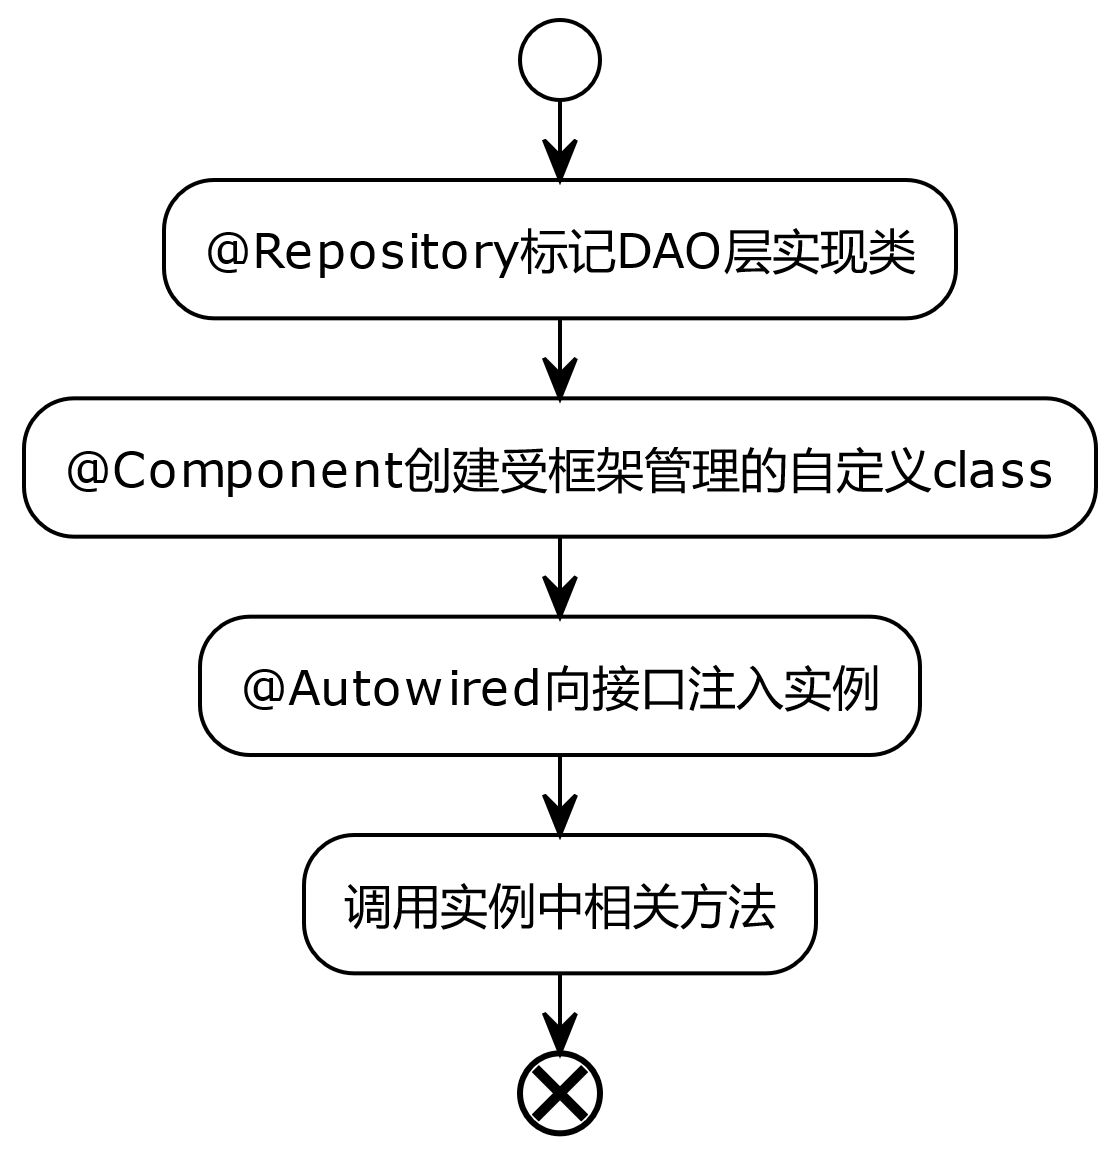 @Repository标记DAO层实现类
@Component创建受框架管理的自定义class
@Autowired向接口注入实例
调用实例中相关方法